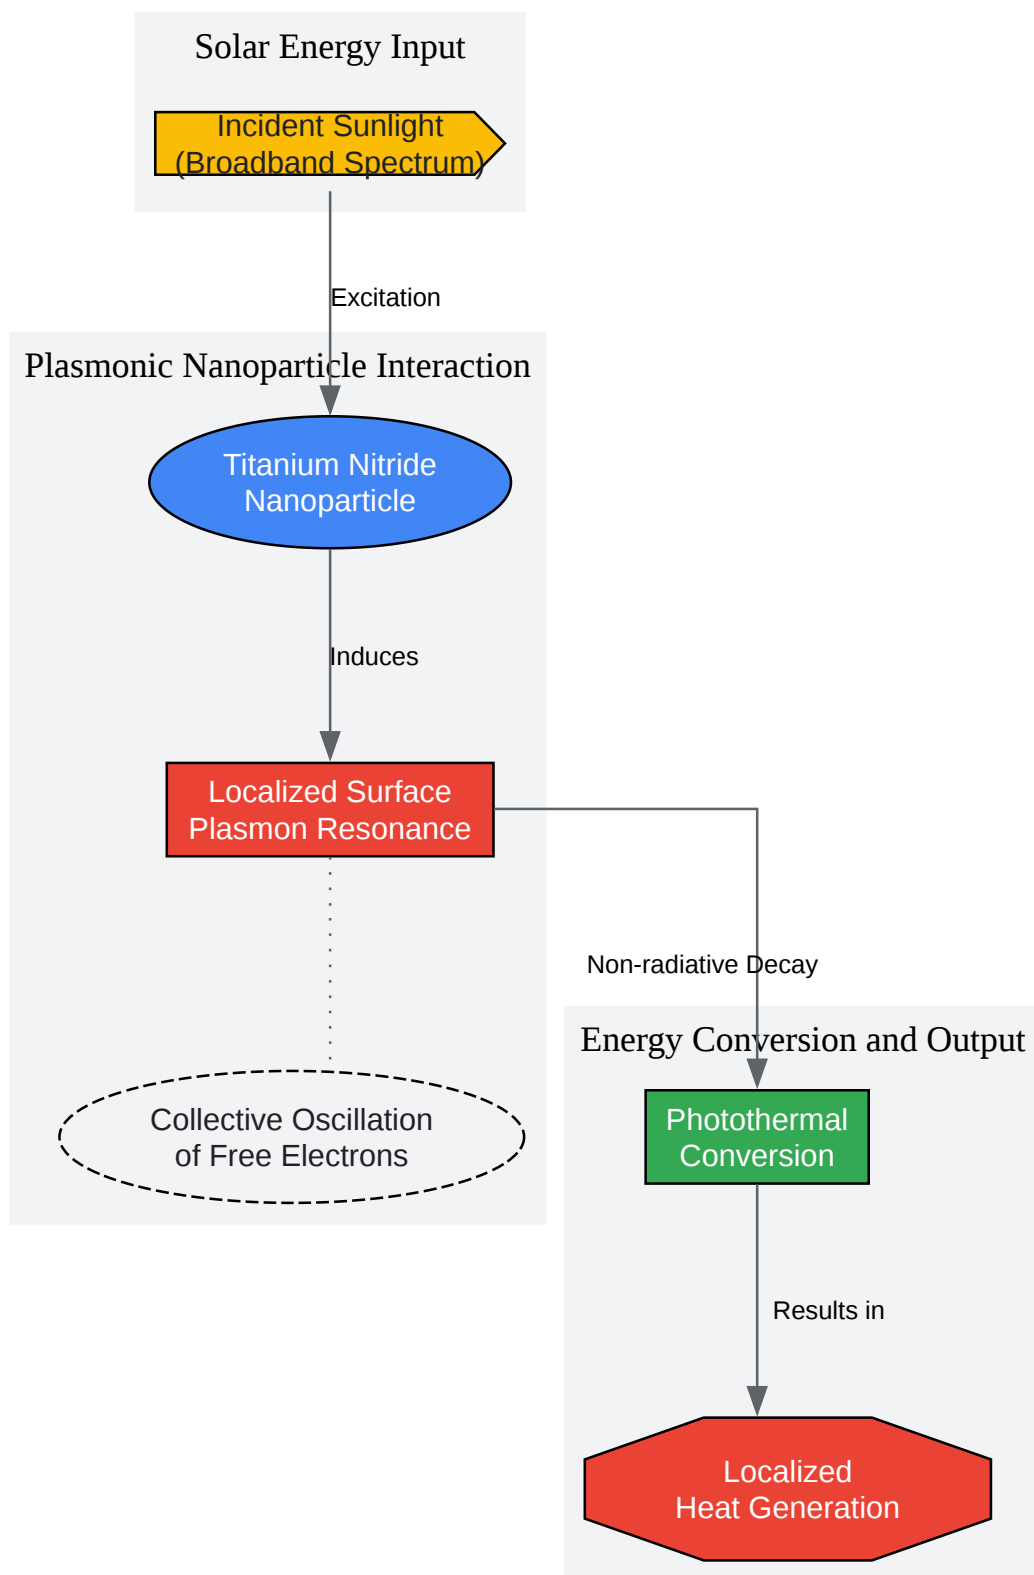 Solar Energy Input
Incident Sunlight
(Broadband Spectrum)
Excitation
Plasmonic Nanoparticle Interaction
Titanium Nitride
Nanoparticle
Induces
Localized Surface
Plasmon Resonance
Non-radiative Decay
Energy Conversion and Output
Collective Oscillation
of Free Electrons
Photothermal
Conversion
Results in
Localized
Heat Generation